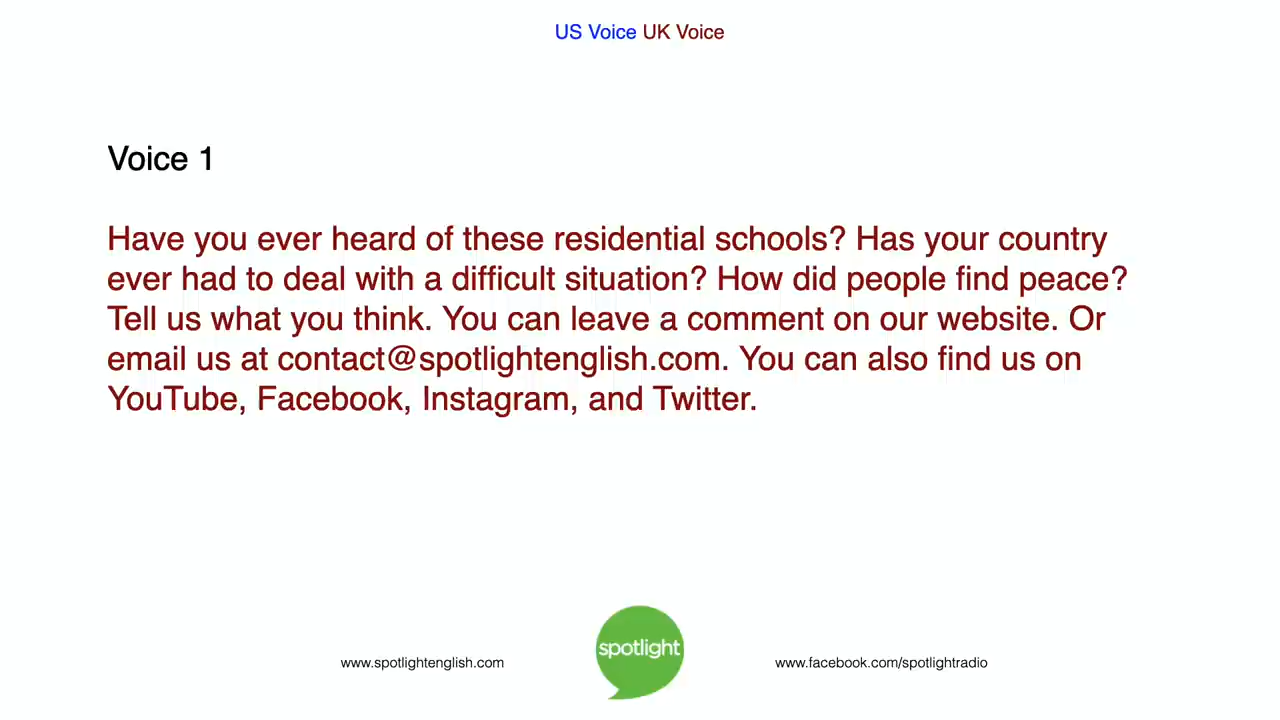 US Voice UK Voice
Voice 1
Have you ever heard of these residential schools? Has your country
ever had to deal with a difficult situation? How did people find peace?
Tell us what you think. You can leave a comment on our website. Or
email us at contact@spotlightenglish.com. You can also find us on
YouTube, Facebook, Instagram, and Twitter.
spotlight
www.spotlightenglish.com
www.facebook.com/spotlightradio